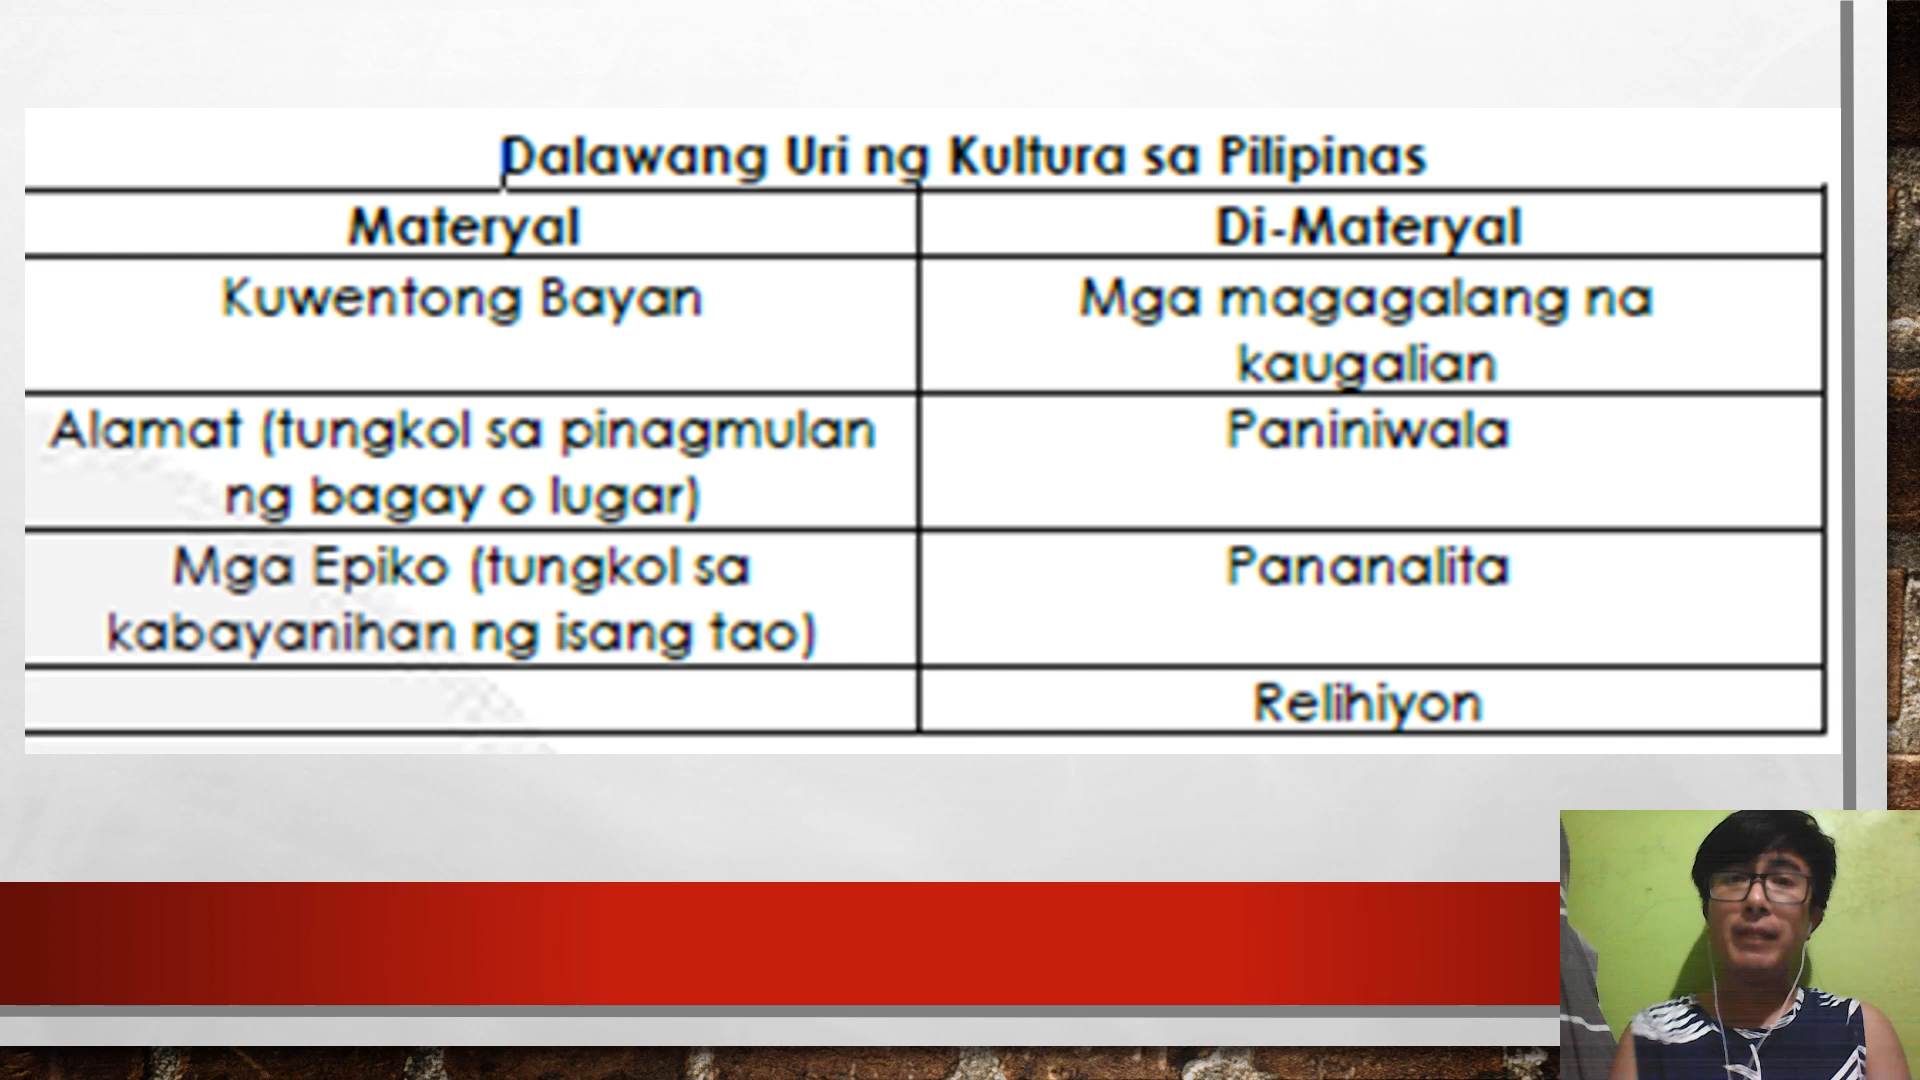 Dalawang Uri ng Kultura sa Pilipinas
Materyal
Di-Materyal
Kuwentong Bayan
Mga magagalang na
kaugalian
Alamat (tungkol sa pinagmulan
ng bagay o lugar)
Paniniwala
Mga Epiko (tungkol sa
kabayanihan ng isang tao)
Pananalita
Relihiyon